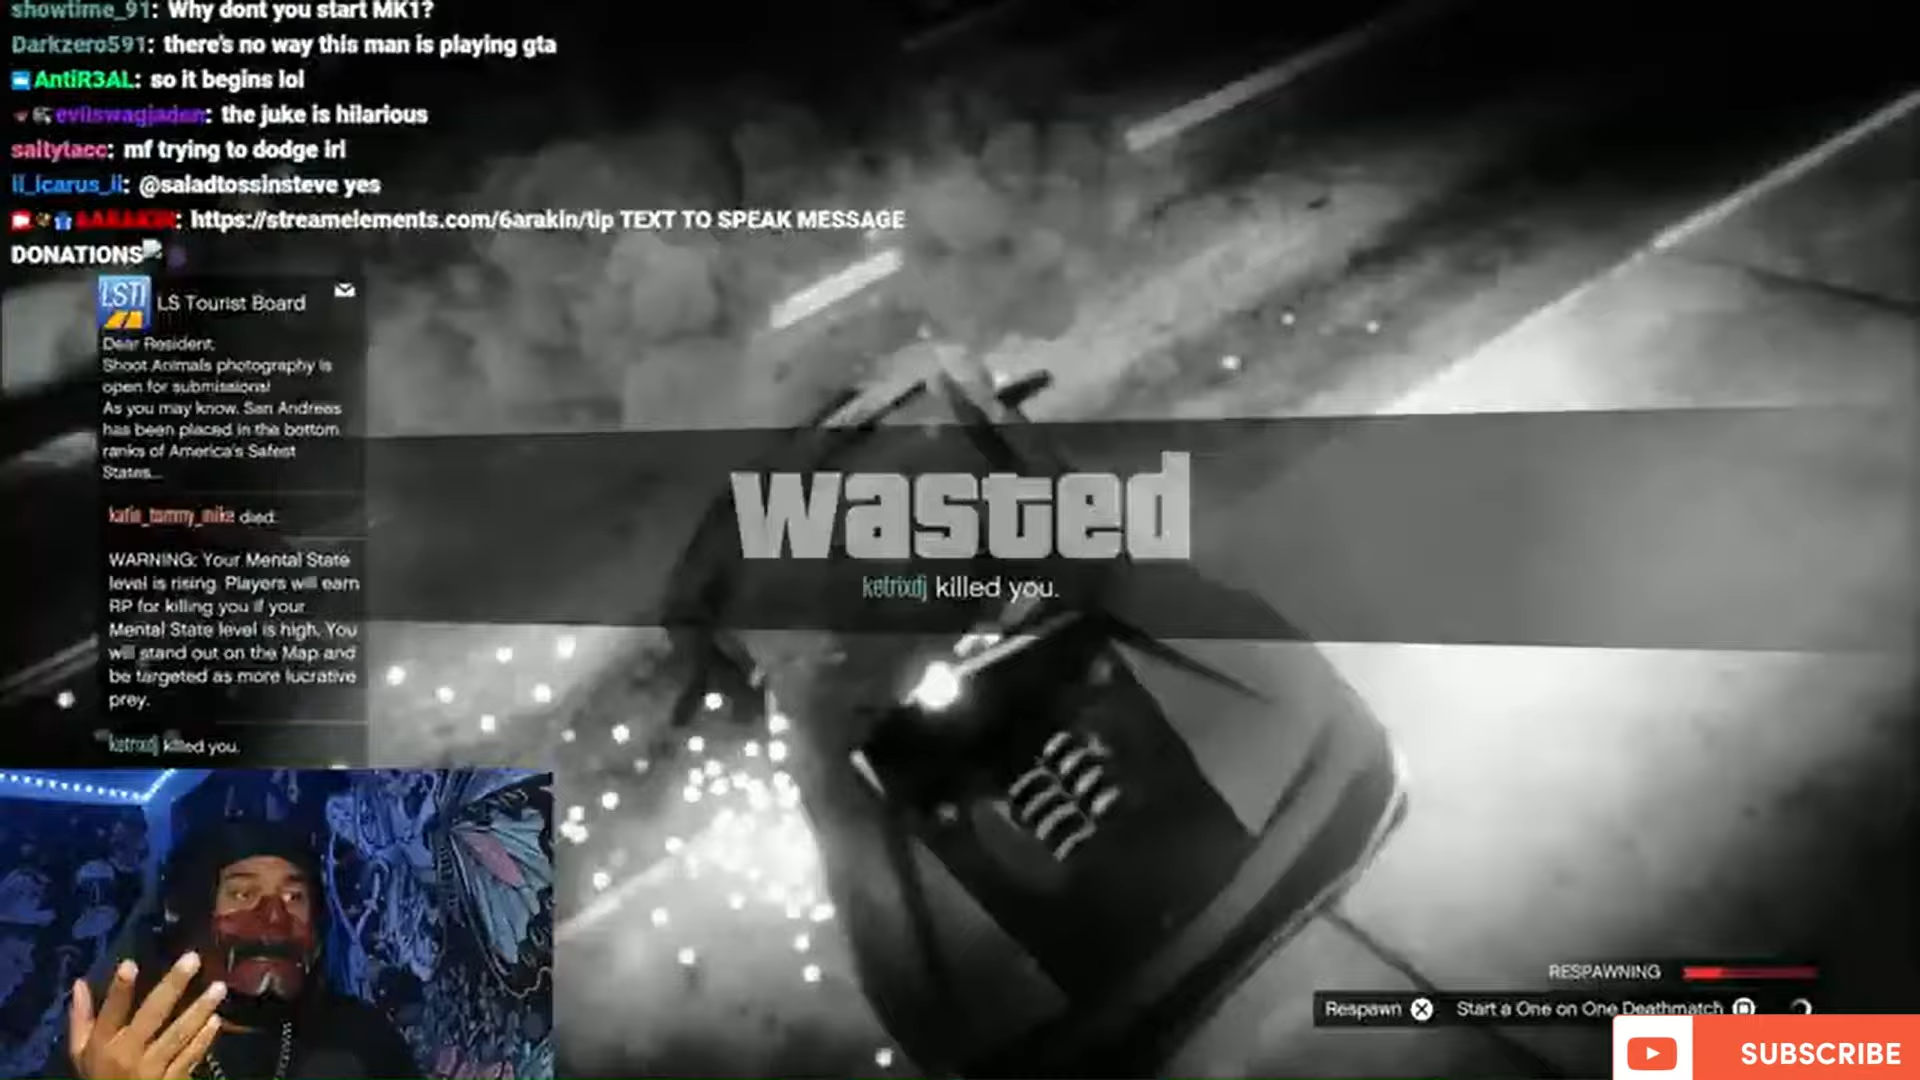 showtime_91: Why dont you start MK1?
Darkzero591: there's no way this man is playing gta
AntiR3AL: so it begins lol
evilswagjaden: the juke is hilarious
saltytacc: mf trying to dodge irl
ll_icarus_ll: @saladtossinsteve yes
6ARAKIN: https://streamelements.com/6arakin/tip TEXT TO SPEAK MESSAGE
DONATIONS
LST
LS Tourist Board
Dear Resident,
Shoot Animals photography is
open for submissions!
As you may know, San Andreas
has been placed in the bottom
ranks of America's Safest
States...
katie_tammy_mike died.
WARNING: Your Mental State
level is rising. Players will earn
RP for killing you if your
Mental State level is high. You
will stand out on the Map and
be targeted as more lucrative
prey.
ketrixdj killed you.
wasted
ketrixdj killed you.
RESPAWNING
Respawn Start a One on One Deathmatch
SUBSCRIBE